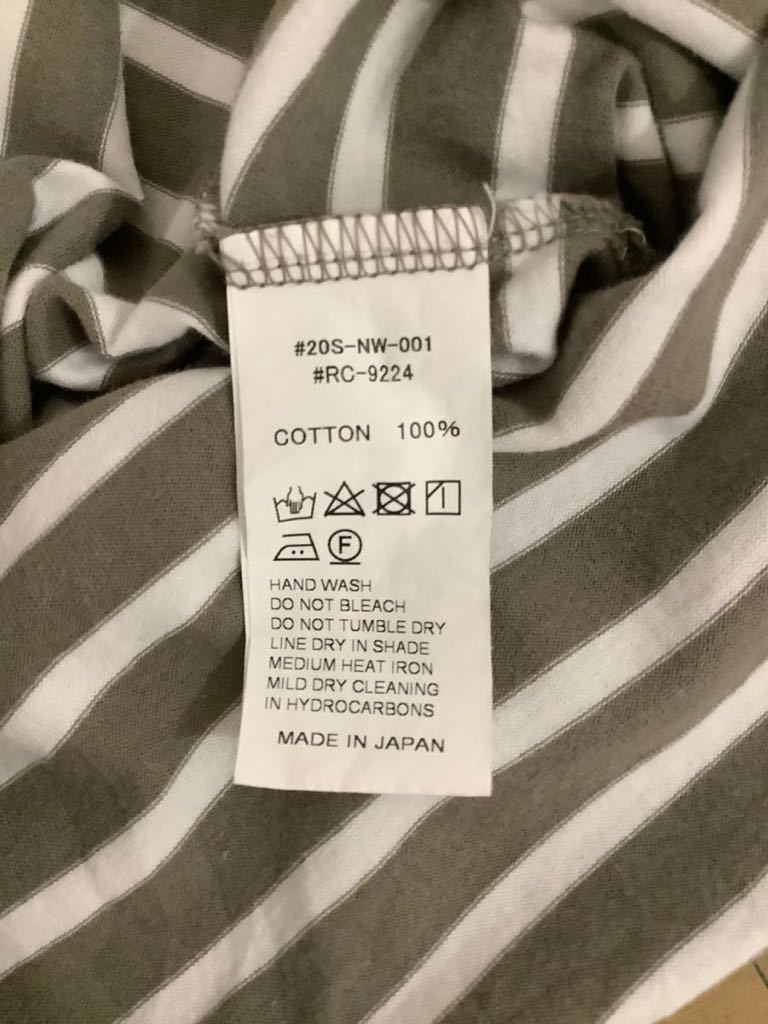 #20S-NW-001
#RC-9224
COTTON 100%
F
HAND WASH
DO NOT BLEACH
DO NOT TUMBLE DRY
LINE DRY IN SHADE
MEDIUM HEAT IRON
MILD DRY CLEANING
IN HYDROCARBONS
MADE IN JAPAN